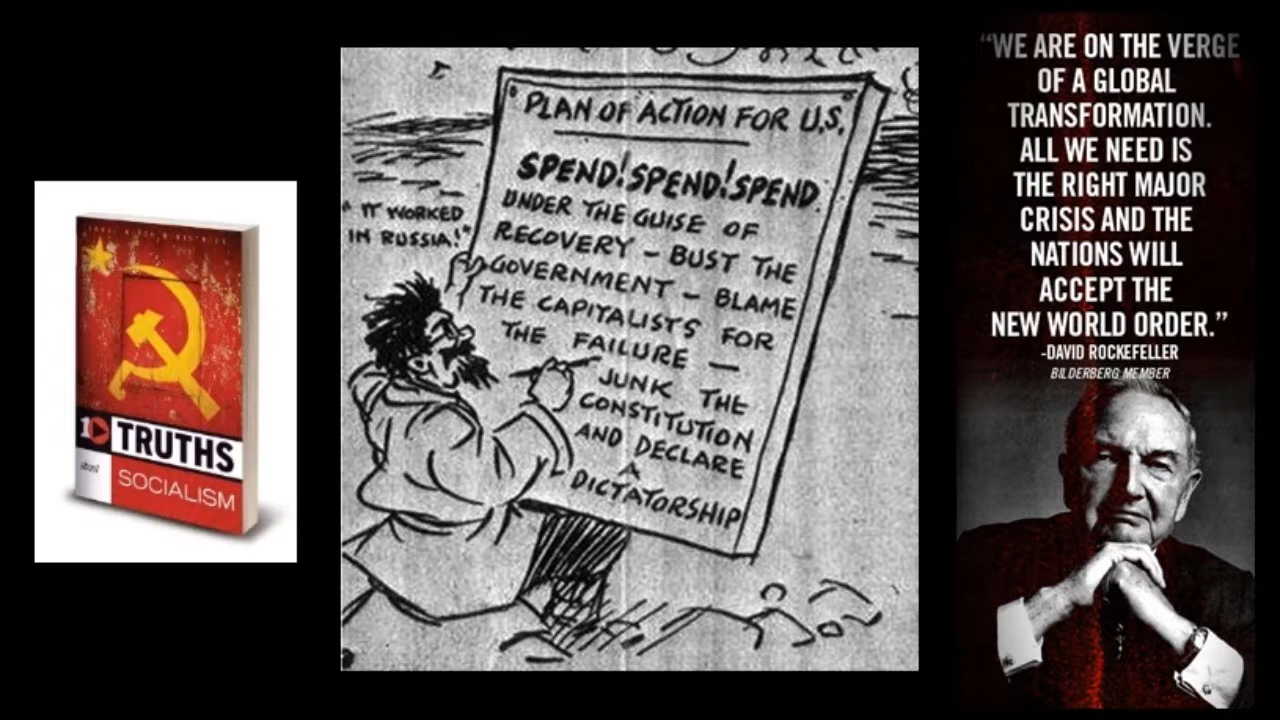 10 TRUTHS
about
SOCIALISM
"PLAN OF ACTION FOR U.S."
SPEND! SPEND! SPEND
UNDER THE GUISE OF
RECOVERY - BUST THE
GOVERNMENT - BLAME
THE CAPITALISTS FOR
THE FAILURE —
JUNK THE
CONSTITUTION
AND DECLARE
A
DICTATORSHIP
"IT WORKED
IN RUSSIA!"
“WE ARE ON THE VERGE
OF A GLOBAL
TRANSFORMATION.
ALL WE NEED IS
THE RIGHT MAJOR
CRISIS AND THE
NATIONS WILL
ACCEPT THE
NEW WORLD ORDER.”
-DAVID ROCKEFELLER
BILDERBERG MEMBER